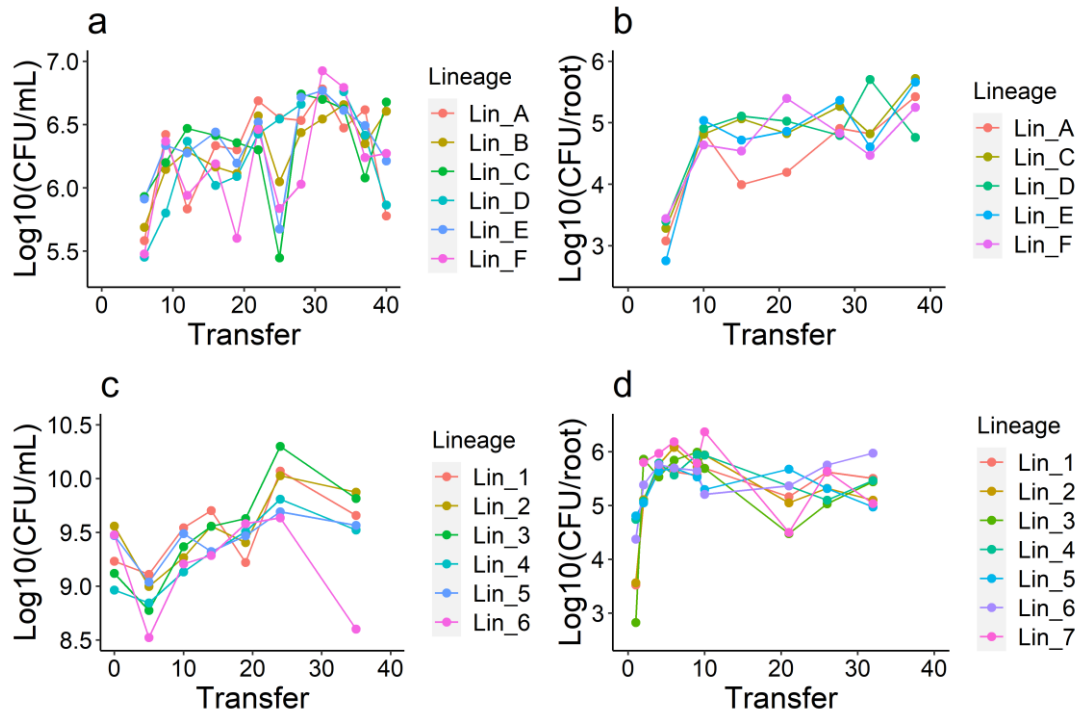 a
Log10(CFU/mL)
7.0
6.5
6.0
5.5
0 10 20 30 40
Transfer
Lineage
Lin_A
Lin_B
Lin_C
Lin_D
Lin_E
Lin_F
b
Log10(CFU/root)
6
5
4
3
0 10 20 30 40
Transfer
Lineage
Lin_A
Lin_C
Lin_D
Lin_E
Lin_F
c
Log10(CFU/mL)
10.5
10.0
9.5
9.0
8.5
0 10 20 30 40
Transfer
Lineage
Lin_1
Lin_2
Lin_3
Lin_4
Lin_5
Lin_6
d
Log10(CFU/root)
6
5
4
3
0 10 20 30 40
Transfer
Lineage
Lin_1
Lin_2
Lin_3
Lin_4
Lin_5
Lin_6
Lin_7